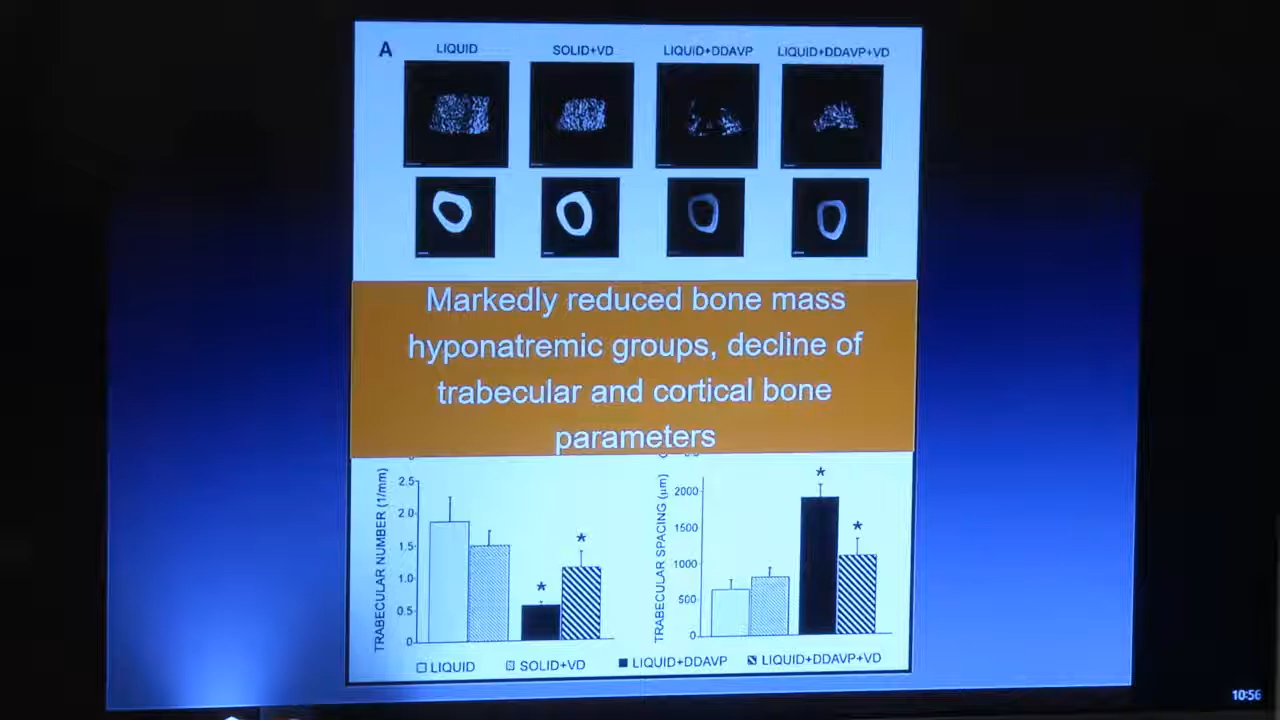 A
LIQUID
SOLID+VD
LIQUID+DDAVP
LIQUID+DDAVP+VD
Markedly reduced bone mass
hyponatremic groups, decline of
trabecular and cortical bone
parameters
TRABECULAR NUMBER (1/mm)
2.5
2.0
1.5
1.0
0.5
0
*
*
TRABECULAR SPACING (µm)
2000
1500
1000
500
0
*
*
LIQUID
SOLID+VD
LIQUID+DDAVP
LIQUID+DDAVP+VD
10:56